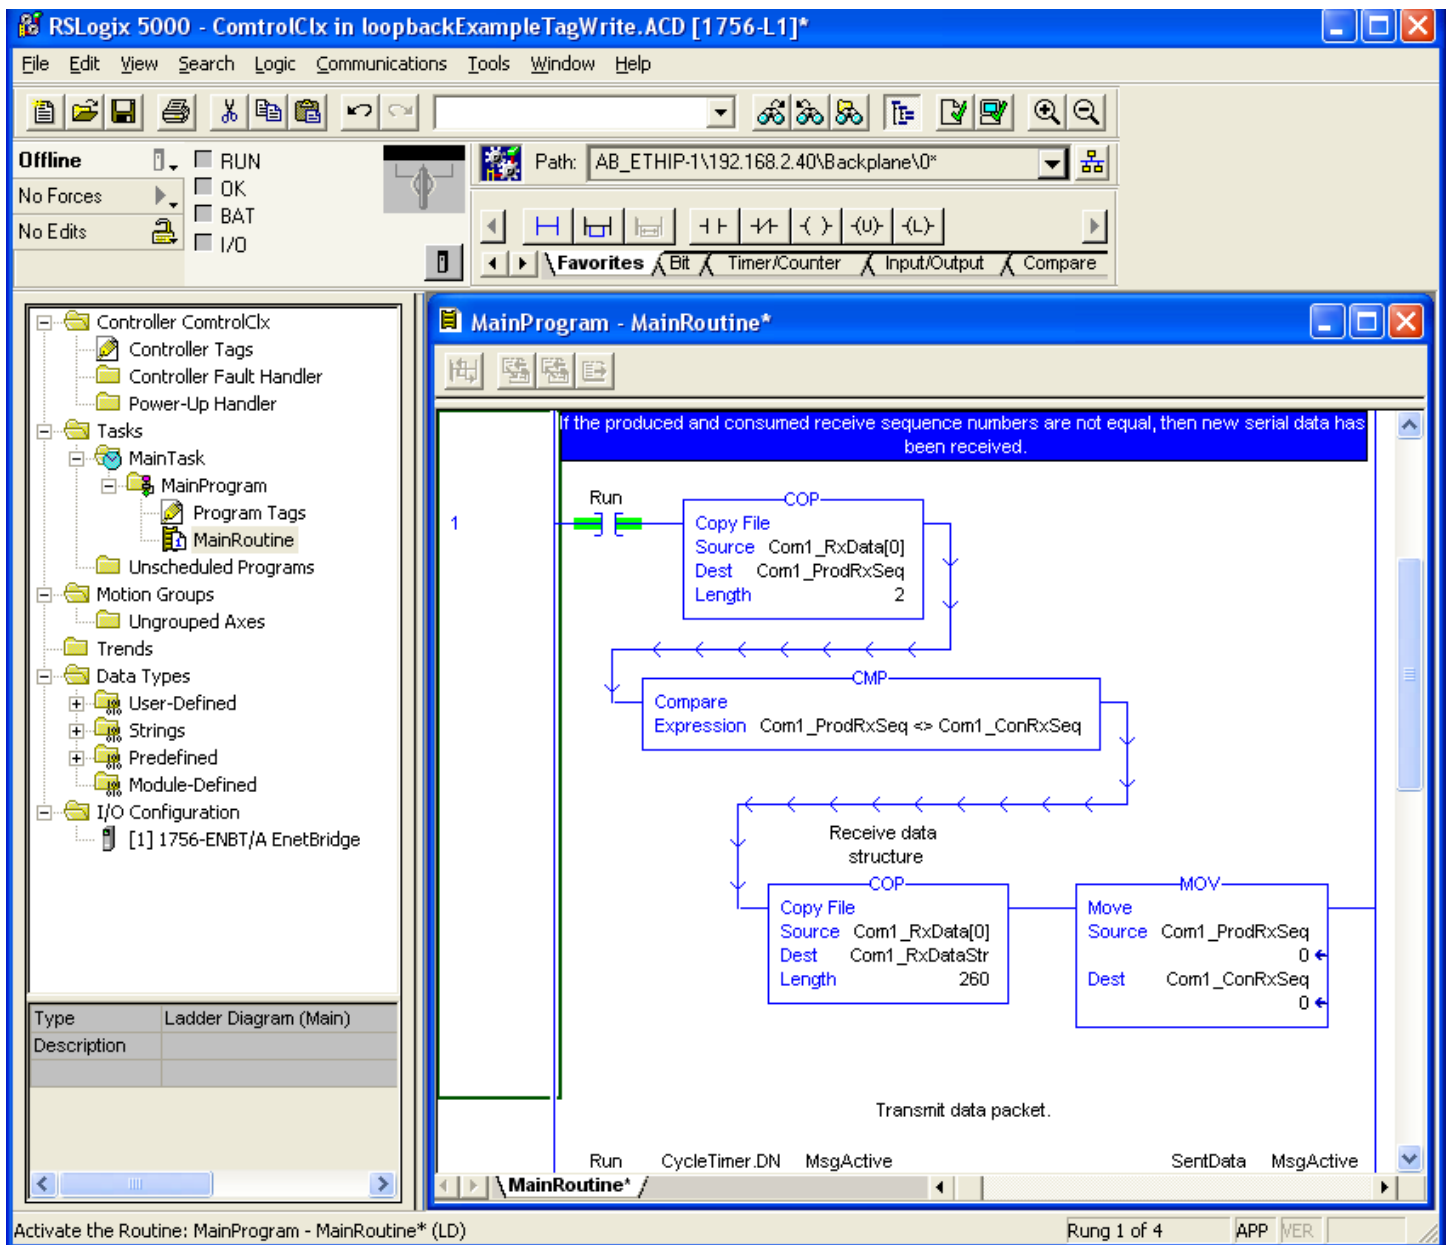 RSLogix 5000 - ComtrolClx in loopbackExampleTagWrite.ACD [1756-L1]*
File Edit View Search Logic Communications Tools Window Help
Offline
RUN
Path: AB_ETHIP-1\192.168.2.40\Backplane\0*
No Forces
OK
BAT
No Edits
I/O
(U) (L)
Favorites Bit Timer/Counter Input/Output Compare
Controller ComtrolClx
Controller Tags
Controller Fault Handler
Power-Up Handler
Tasks
MainTask
MainProgram
Program Tags
MainRoutine
Unscheduled Programs
Motion Groups
Ungrouped Axes
Trends
Data Types
User-Defined
Strings
Predefined
Module-Defined
I/O Configuration
[1] 1756-ENBT/A EnetBridge
Type Ladder Diagram (Main)
Description
MainProgram - MainRoutine*
If the produced and consumed receive sequence numbers are not equal, then new serial data has
been received.
1
Run
COP
Copy File
Source Com1_RxData[0]
Dest Com1_ProdRxSeq
Length 2
CMP
Compare
Expression Com1_ProdRxSeq <> Com1_ConRxSeq
Receive data
structure
COP
Copy File
Source Com1_RxData[0]
Dest Com1_RxDataStr
Length 260
MOV
Move
Source Com1_ProdRxSeq
0
Dest Com1_ConRxSeq
0
Transmit data packet.
Run CycleTimer.DN MsgActive SentData MsgActive
MainRoutine*
Activate the Routine: MainProgram - MainRoutine* (LD)
Rung 1 of 4
APP
VER